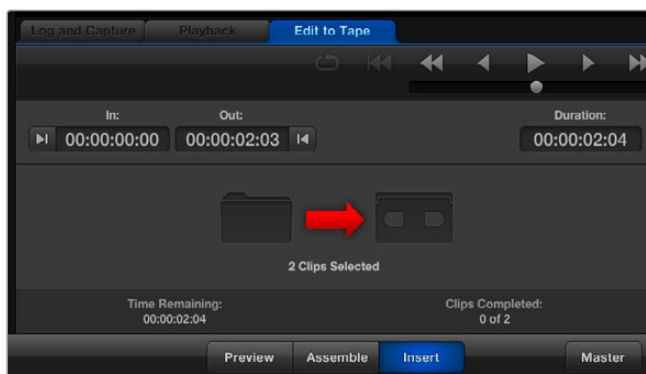 Log and Capture Playback Edit to Tape
In: Out: Duration:
00:00:00:00 00:00:02:03 00:00:02:04
2 Clips Selected
Time Remaining: Clips Completed:
00:00:02:04 0 of 2
Preview Assemble Insert Master